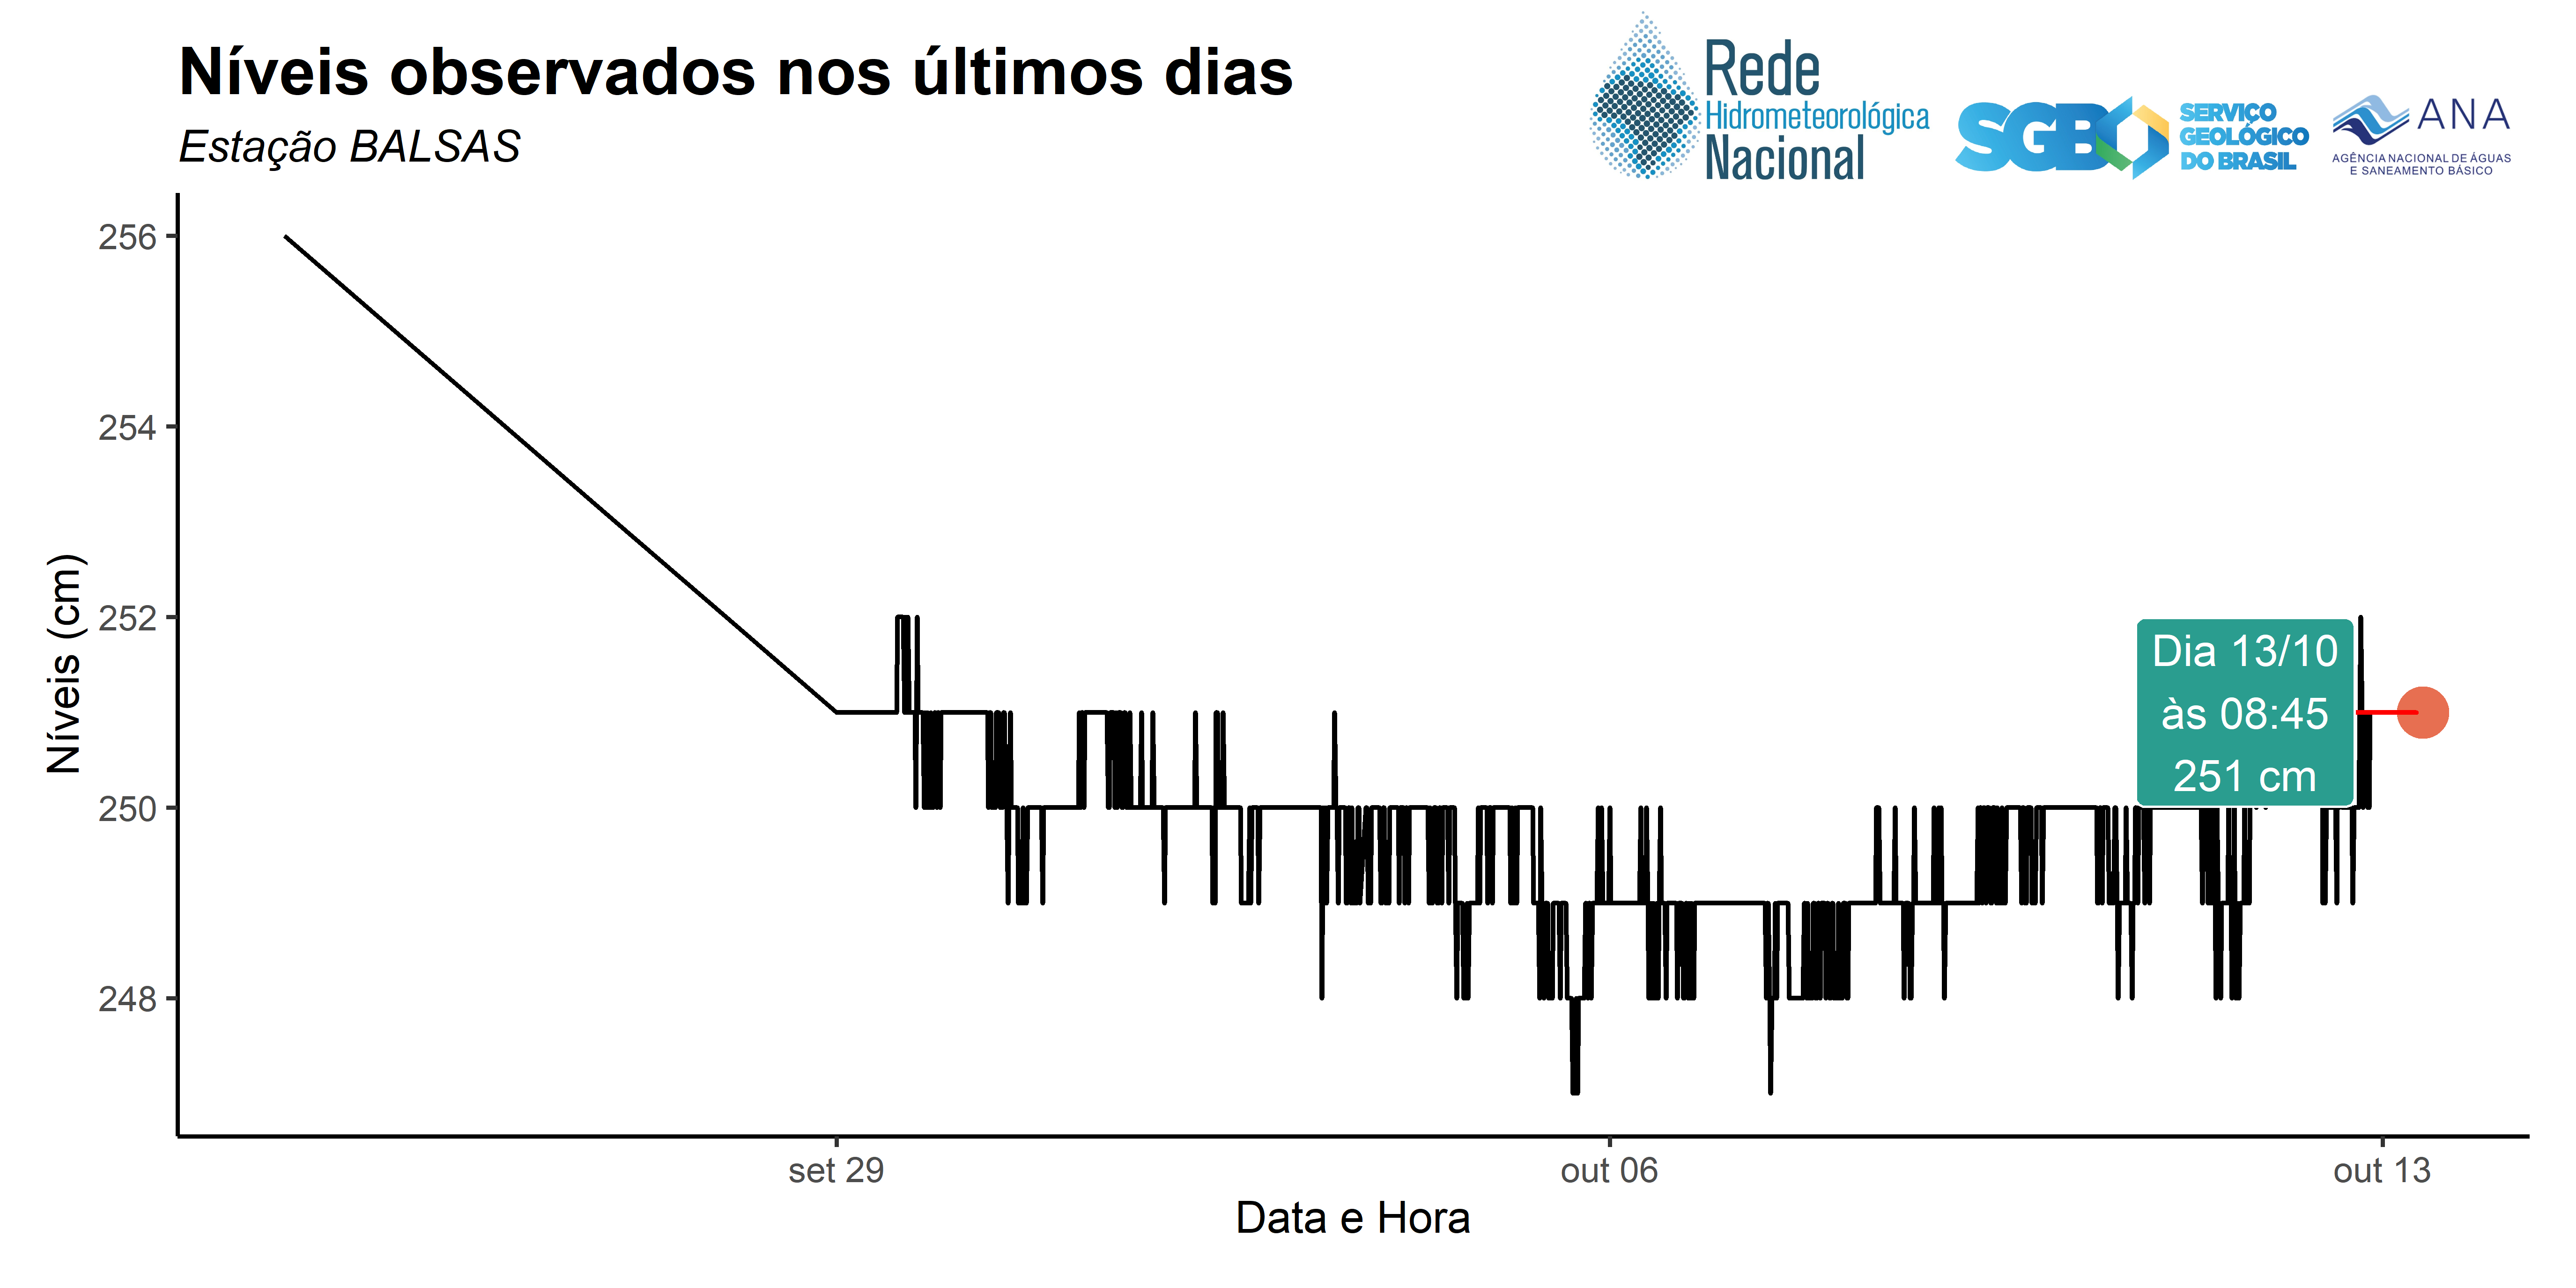 Níveis observados nos últimos dias
Estação BALSAS
Rede
Hidrometeorológica
Nacional
SGB
SERVIÇO
GEOLÓGICO
DO BRASIL
ANA
AGÊNCIA NACIONAL DE ÁGUAS
E SANEAMENTO BÁSICO
Níveis (cm)
256
254
252
250
248
Dia 13/10
às 08:45
251 cm
set 29
out 06
out 13
Data e Hora